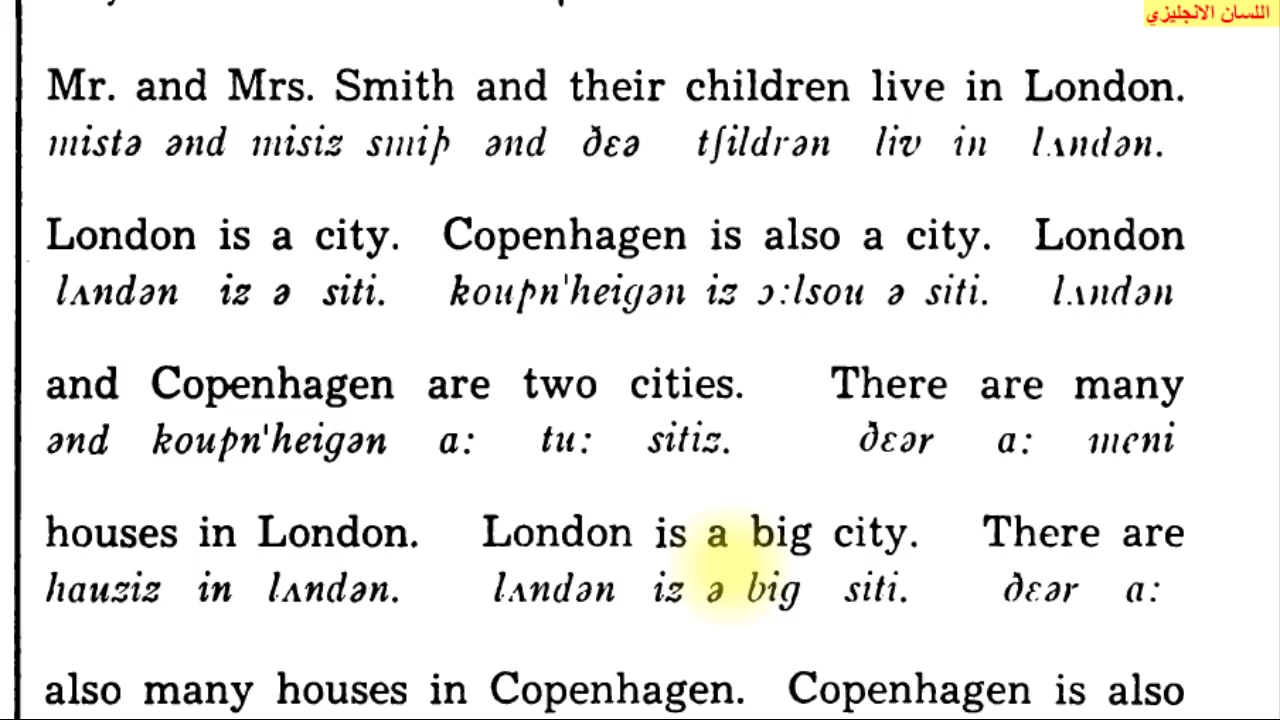 اللسان الانجليزي
Mr. and Mrs. Smith and their children live in London.
mistə ənd misiz smiþ ənd ðɛə tʃildrən liv in lʌndən.
London is a city. Copenhagen is also a city. London
lʌndən iz ə siti. koupn'heigən iz ɔ:lsou ə siti. lʌndən
and Copenhagen are two cities. There are many
ənd koupn'heigən a: tu: sitiz. ðɛər a: meni
houses in London. London is a big city. There are
hauziz in lʌndən. lʌndən iz ə big siti. ðɛər a:
also many houses in Copenhagen. Copenhagen is also